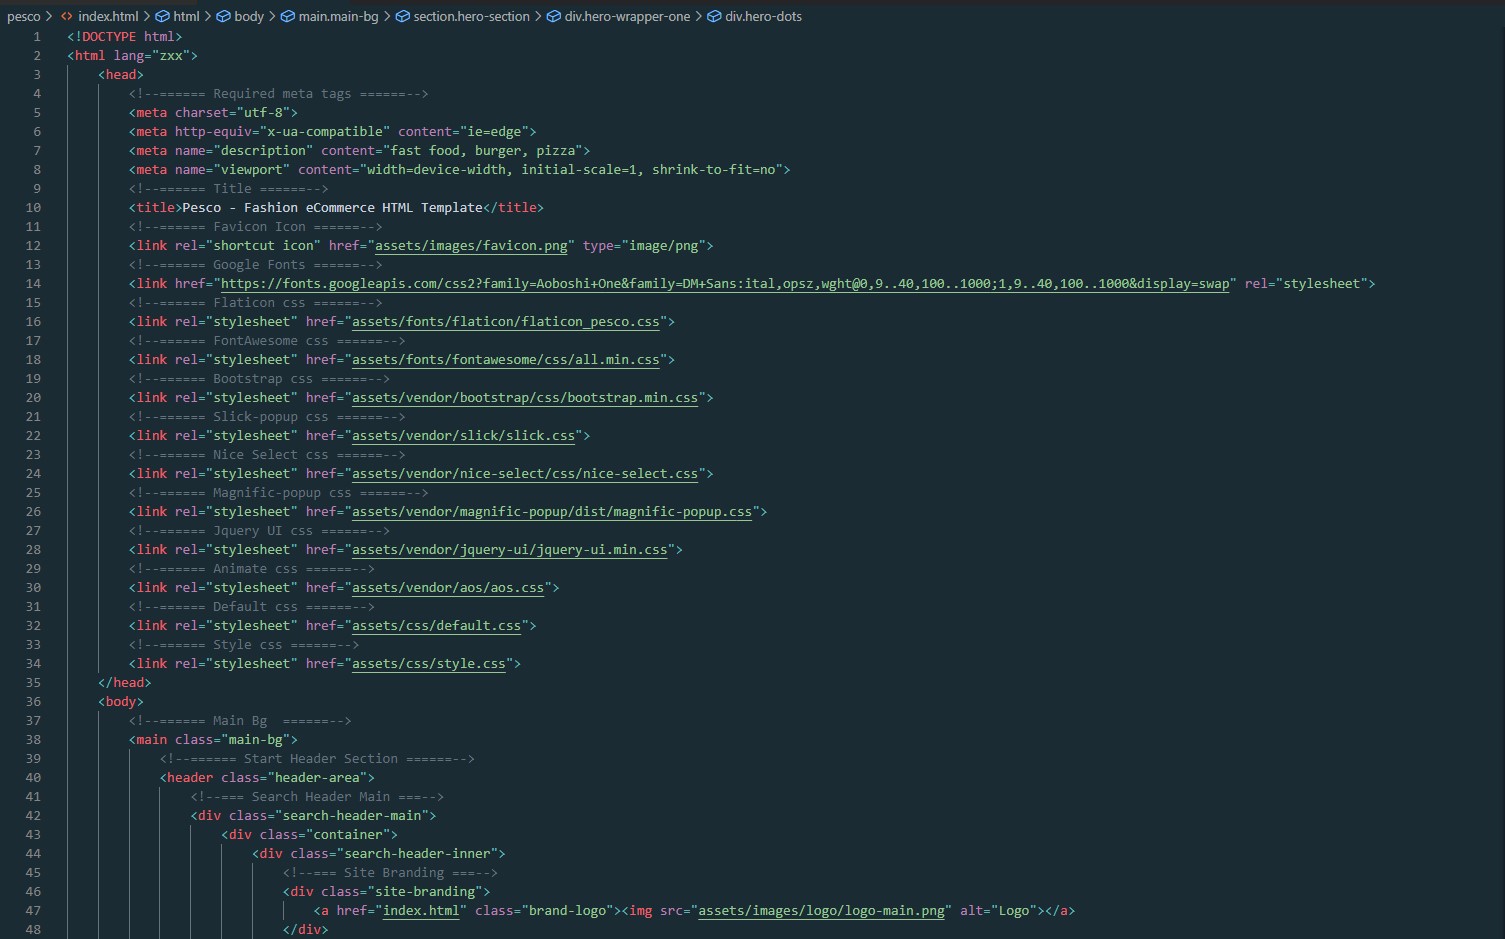 pesco > <> index.html > html > body > main.main-bg > section.hero-section > div.hero-wrapper-one > div.hero-dots
1 <!DOCTYPE html>
2 <html lang="zxx">
3 <head>
4 <!--====== Required meta tags ======-->
5 <meta charset="utf-8">
6 <meta http-equiv="x-ua-compatible" content="ie=edge">
7 <meta name="description" content="fast food, burger, pizza">
8 <meta name="viewport" content="width=device-width, initial-scale=1, shrink-to-fit=no">
9 <!--====== Title ======-->
10 <title>Pesco - Fashion eCommerce HTML Template</title>
11 <!--====== Favicon Icon ======-->
12 <link rel="shortcut icon" href="assets/images/favicon.png" type="image/png">
13 <!--====== Google Fonts ======-->
14 <link href="https://fonts.googleapis.com/css2?family=Aoboshi+One&family=DM+Sans:ital,opsz,wght@0,9..40,100..1000;1,9..40,100..1000&display=swap" rel="stylesheet">
15 <!--====== Flaticon css ======-->
16 <link rel="stylesheet" href="assets/fonts/flaticon/flaticon_pesco.css">
17 <!--====== FontAwesome css ======-->
18 <link rel="stylesheet" href="assets/fonts/fontawesome/css/all.min.css">
19 <!--====== Bootstrap css ======-->
20 <link rel="stylesheet" href="assets/vendor/bootstrap/css/bootstrap.min.css">
21 <!--====== Slick-popup css ======-->
22 <link rel="stylesheet" href="assets/vendor/slick/slick.css">
23 <!--====== Nice Select css ======-->
24 <link rel="stylesheet" href="assets/vendor/nice-select/css/nice-select.css">
25 <!--====== Magnific-popup css ======-->
26 <link rel="stylesheet" href="assets/vendor/magnific-popup/dist/magnific-popup.css">
27 <!--====== Jquery UI css ======-->
28 <link rel="stylesheet" href="assets/vendor/jquery-ui/jquery-ui.min.css">
29 <!--====== Animate css ======-->
30 <link rel="stylesheet" href="assets/vendor/aos/aos.css">
31 <!--====== Default css ======-->
32 <link rel="stylesheet" href="assets/css/default.css">
33 <!--====== Style css ======-->
34 <link rel="stylesheet" href="assets/css/style.css">
35 </head>
36 <body>
37 <!--====== Main Bg  ======-->
38 <main class="main-bg">
39 <!--====== Start Header Section ======-->
40 <header class="header-area">
41 <!--=== Search Header Main ===-->
42 <div class="search-header-main">
43 <div class="container">
44 <div class="search-header-inner">
45 <!--=== Site Branding ===-->
46 <div class="site-branding">
47 <a href="index.html" class="brand-logo"><img src="assets/images/logo/logo-main.png" alt="Logo"></a>
48 </div>